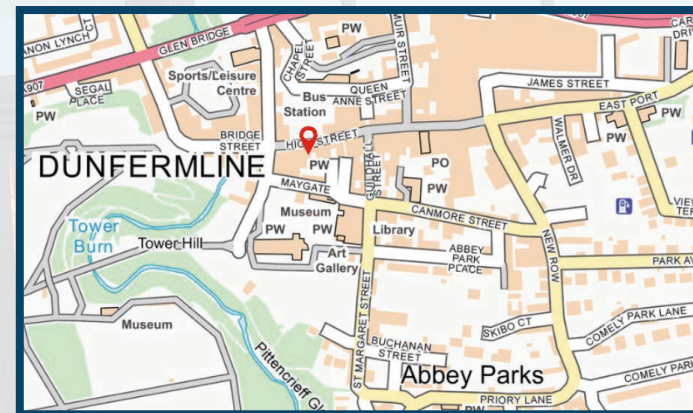 ANON LYNCH CT
GLEN BRIDGE
A907
SEGAL
PLACE
PW
Sports/Leisure
Centre
CHAPEL
STREET
PW
MUIR STREET
QUEEN
ANNE STREET
Bus
Station
JAMES STREET
EAST PORT
PW
WALMER DR
BRIDGE
STREET
HIGH STREET
PW
GUILDHALL
STREET
PO
PW
DUNFERMLINE
MAYGATE
Museum
PW
PW
Library
Art
Gallery
CANMORE STREET
ABBEY
PARK
PLACE
NEW ROW
Tower
Burn
Tower Hill
Museum
Pittencrieff
ST MARGARET STREET
BUCHANAN
STREET
Abbey Parks
SKIBO CT
COMELY PARK LANE
COMELY PARK
PRIORY LANE
PW